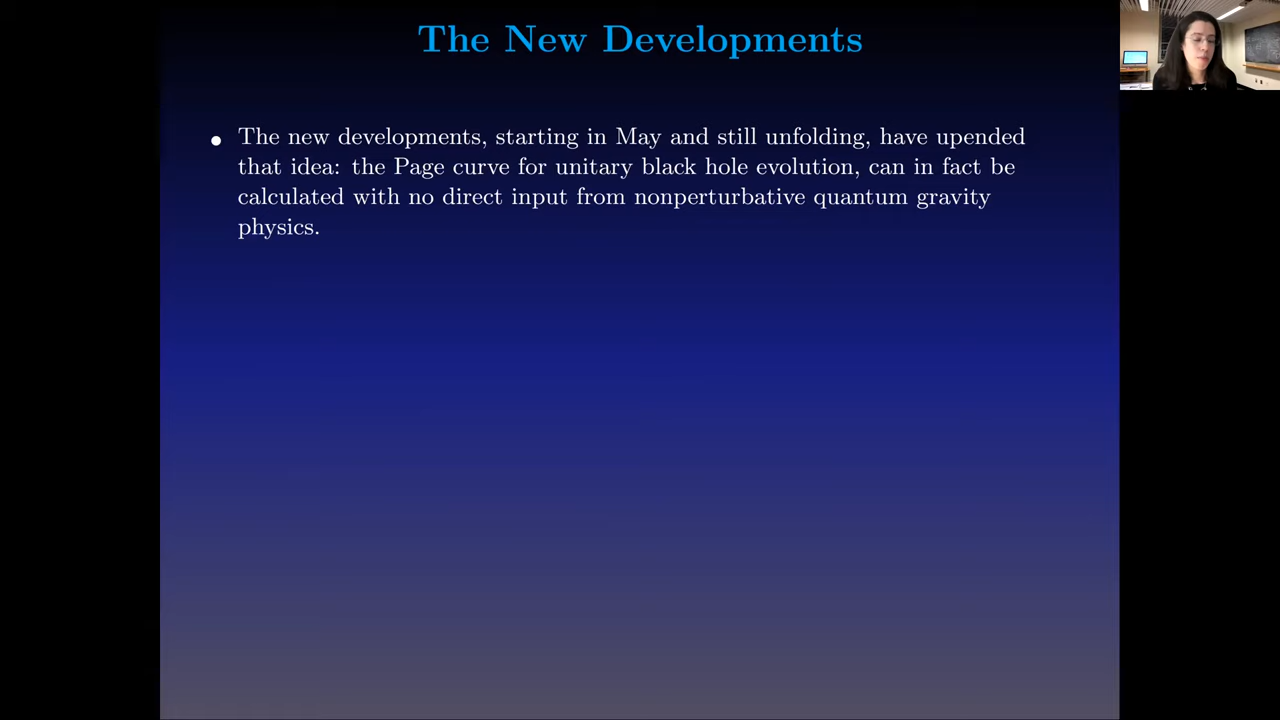 The New Developments
• The new developments, starting in May and still unfolding, have upended
that idea: the Page curve for unitary black hole evolution, can in fact be
calculated with no direct input from nonperturbative quantum gravity
physics.